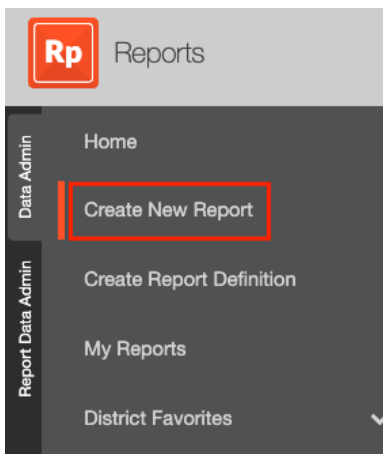 Rp Reports
Data Admin
Report Data Admin
Home
Create New Report
Create Report Definition
My Reports
District Favorites